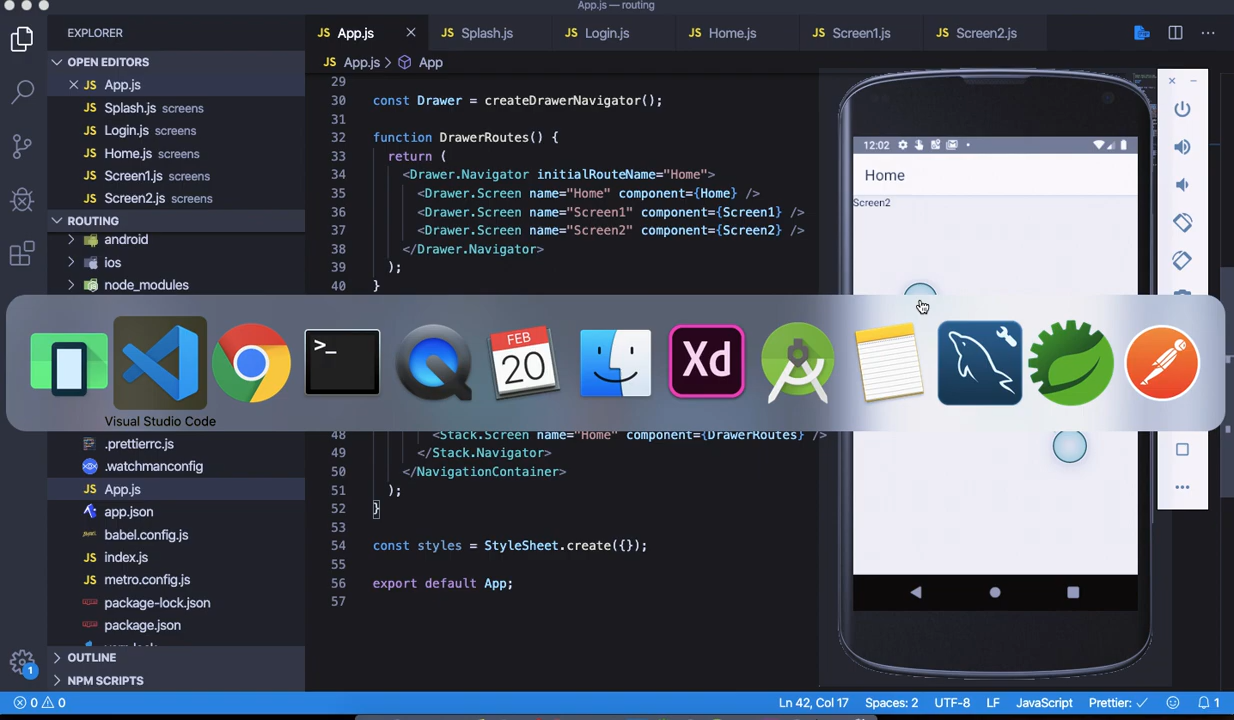 App.js — routing
EXPLORER
OPEN EDITORS
JS App.js
JS Splash.js screens
JS Login.js screens
JS Home.js screens
JS Screen1.js screens
JS Screen2.js screens
ROUTING
android
ios
node_modules
.prettierrc.js
.watchmanconfig
JS App.js
app.json
babel.config.js
JS index.js
JS metro.config.js
package-lock.json
package.json
OUTLINE
NPM SCRIPTS
JS App.js
JS Splash.js
JS Login.js
JS Home.js
JS Screen1.js
JS Screen2.js
JS App.js > App
29
30 const Drawer = createDrawerNavigator();
31
32 function DrawerRoutes() {
33 return (
34 <Drawer.Navigator initialRouteName="Home">
35 <Drawer.Screen name="Home" component={Home} />
36 <Drawer.Screen name="Screen1" component={Screen1} />
37 <Drawer.Screen name="Screen2" component={Screen2} />
38 </Drawer.Navigator>
39 );
40 }
48 <Stack.Screen name="Home" component={DrawerRoutes} />
49 </Stack.Navigator>
50 </NavigationContainer>
51 );
52 }
53
54 const styles = StyleSheet.create({});
55
56 export default App;
57
12:02
Home
Screen2
>_
FEB
20
Xd
Visual Studio Code
1
0 0
Ln 42, Col 17
Spaces: 2
UTF-8
LF
JavaScript
Prettier: ✓
1